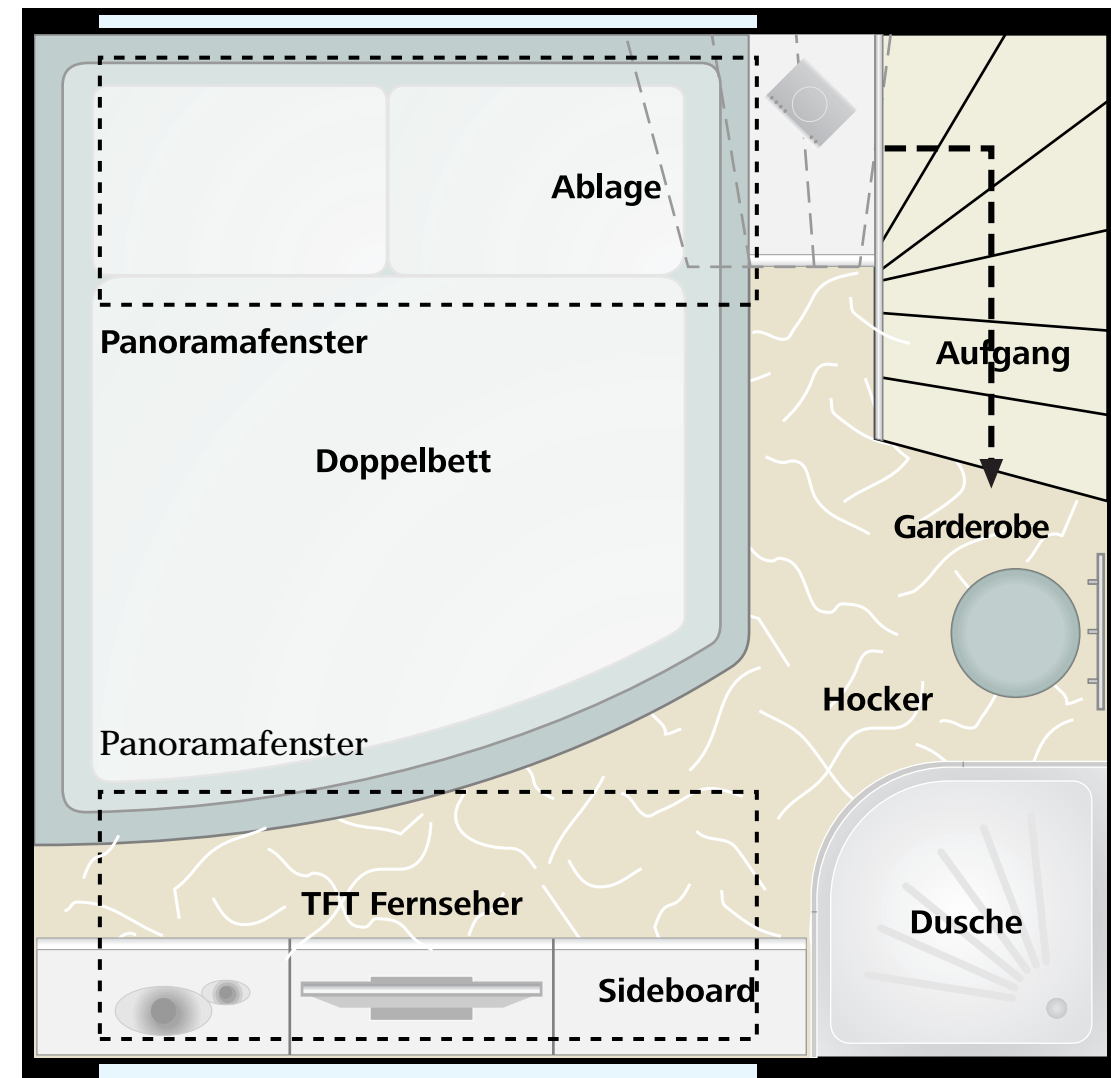 Ablage
Panoramafenster
Aufgang
Doppelbett
Garderobe
Hocker
Panoramafenster
TFT Fernseher
Dusche
Sideboard